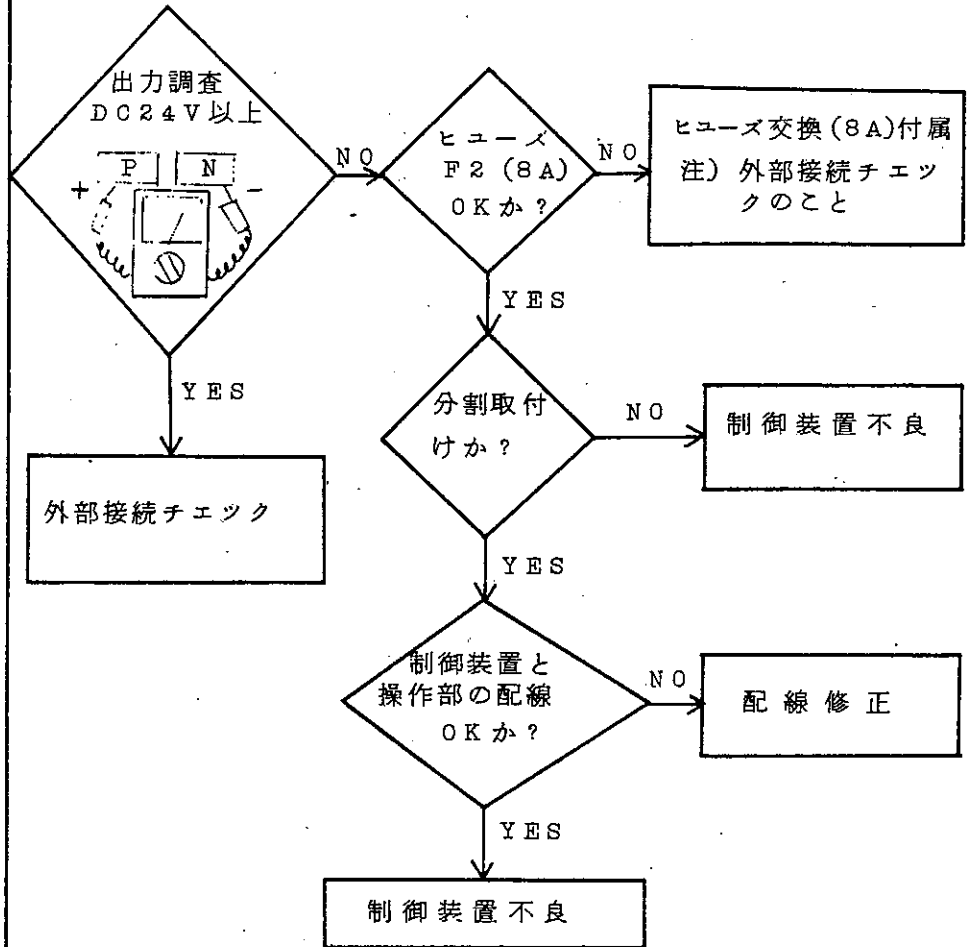 出力調査
DC24V以上
P N
+ -
NO
ヒューズ
F2(8A)
OKか?
NO
ヒューズ交換(8A)付属
注)外部接続チェッ
クのこと
YES
外部接続チェック
YES
分割取付
けか?
NO
制御装置不良
YES
制御装置と
操作部の配線
OKか?
NO
配線修正
YES
制御装置不良